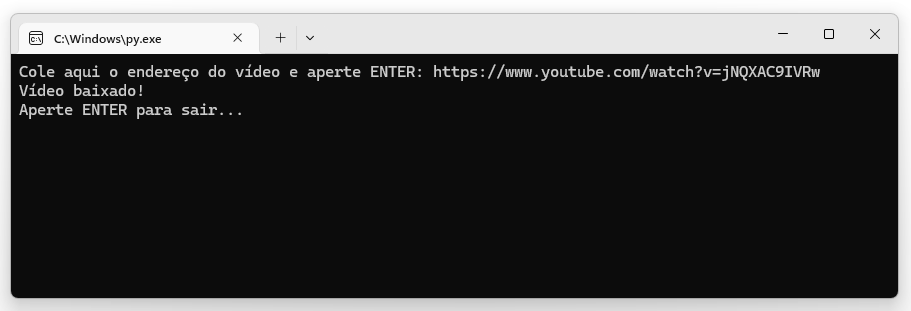 C:\Windows\py.exe
Cole aqui o endereço do vídeo e aperte ENTER: https://www.youtube.com/watch?v=jNQXAC9IVRw
Vídeo baixado!
Aperte ENTER para sair...